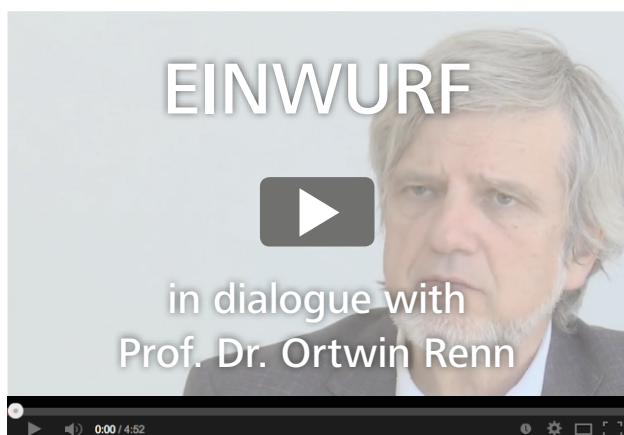 EINWURF
in dialogue with
Prof. Dr. Ortwin Renn
0:00 / 4:52